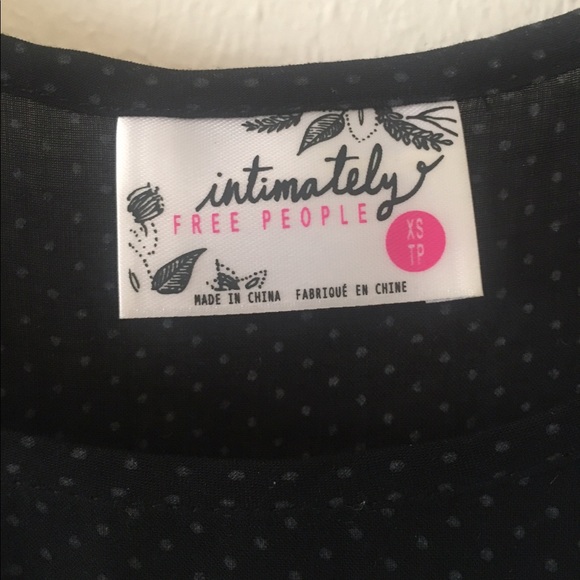 intimately
FREE PEOPLE
XS
TP
MADE IN CHINA FABRIQUÉ EN CHINE